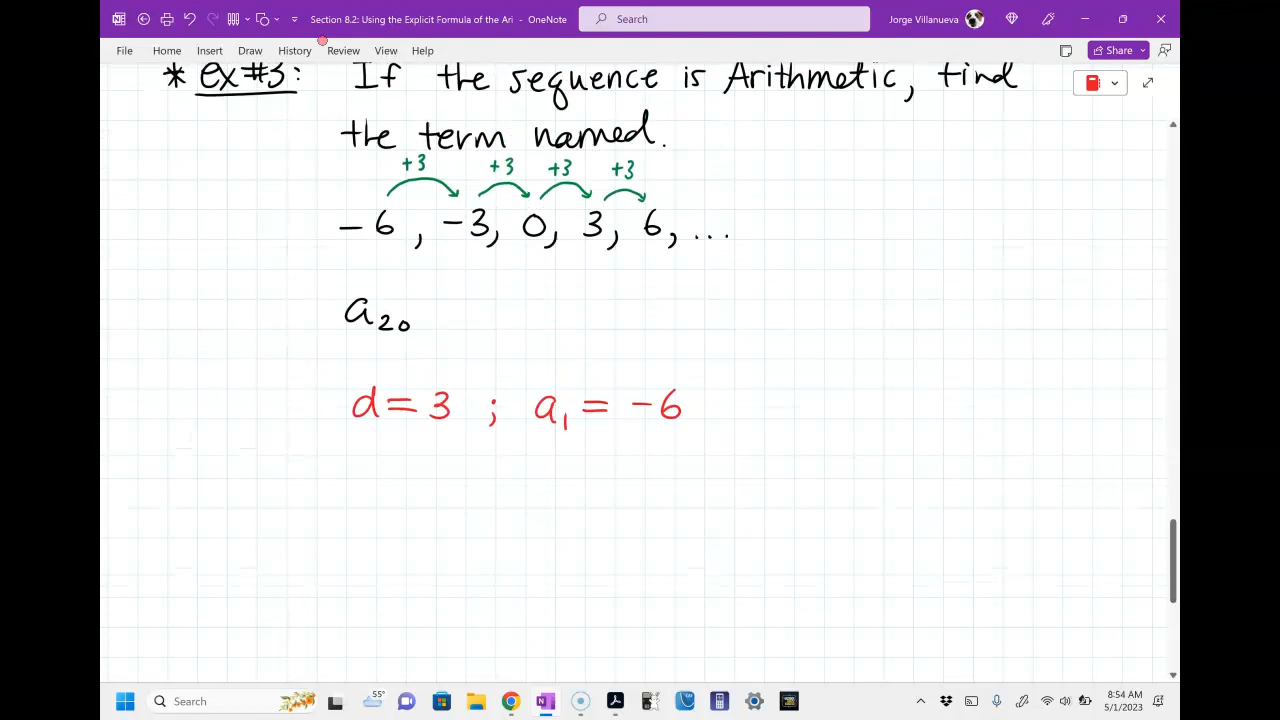 Section 8.2: Using the Explicit Formula of the Ari - OneNote
Search
Jorge Villanueva
File Home Insert Draw View History Review View Help
Share
* ex#3: If the sequence is Arithmetic, find
the term named.
+3 +3 +3 +3
-6, -3, 0, 3, 6, ...
a₂₀
d = 3 ; a₁ = -6
Search
55°
8:54 AM
5/1/2023